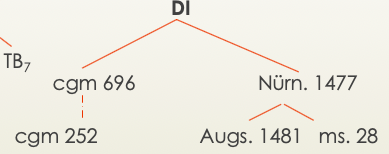 DI
TB₇
cgm 696 Nürn. 1477
cgm 252 Augs. 1481 ms. 28